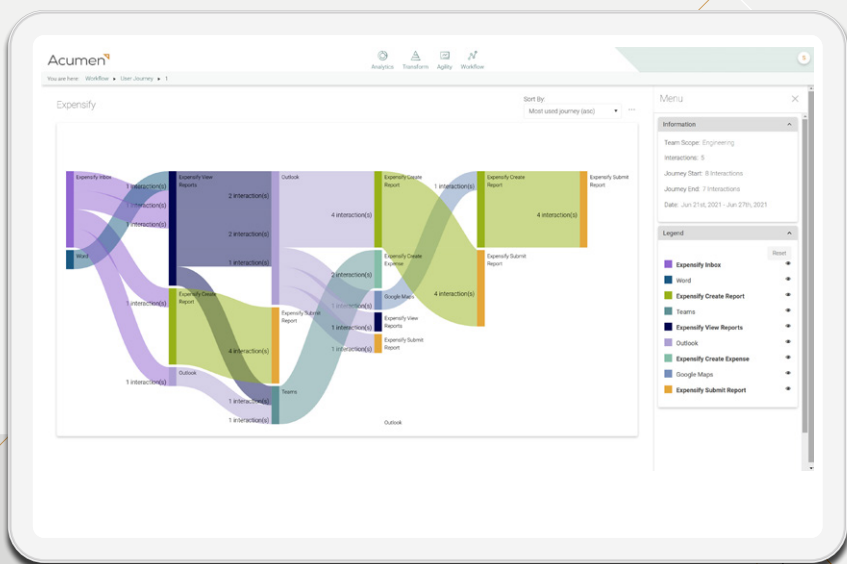 Acumen
Analytics Transform Agility Workflow
S
You are here: Workflow User Journey 1
Expensify
Sort By:
Most used journey (asc)
Expensify Inbox
Word
1 interaction(s)
1 interaction(s)
1 interaction(s)
1 interaction(s)
1 interaction(s)
Expensify View
Reports
Expensify Create
Report
Outlook
2 interaction(s)
2 interaction(s)
1 interaction(s)
4 interaction(s)
1 interaction(s)
1 interaction(s)
Outlook
Expensify Submit
Report
Teams
4 interaction(s)
2 interaction(s)
1 interaction(s)
1 interaction(s)
1 interaction(s)
Expensify Create
Report
Expensify Create
Expense
Google Maps
Expensify View
Reports
Expensify Submit
Report
Outlook
1 interaction(s)
4 interaction(s)
Expensify Create
Report
Expensify Submit
Report
4 interaction(s)
Expensify Submit
Report
Menu
Information
Team Scope: Engineering
Interactions: 5
Journey Start: 8 Interactions
Journey End: 7 Interactions
Date: Jun 21st, 2021 - Jun 27th, 2021
Legend
Reset
Expensify Inbox
Word
Expensify Create Report
Teams
Expensify View Reports
Outlook
Expensify Create Expense
Google Maps
Expensify Submit Report